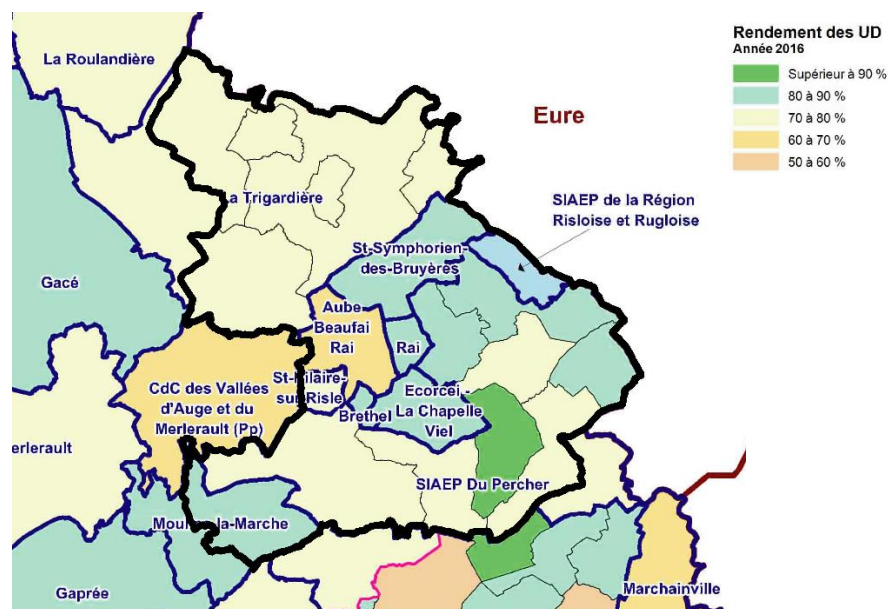 La Roulandière
Rendement des UD
Année 2016
Supérieur à 90 %
80 à 90 %
70 à 80 %
60 à 70 %
50 à 60 %
Eure
a Trigardière
SIAEP de la Région
Risloise et Rugloise
St-Symphorien-
des-Bruyères
Gacé
Aube
Beaufai
Rai
Rai
St-Hilaire-
sur-Risle
CdC des Vallées
d'Auge et du
Merlerault (Pp)
Ecorcei -
La Chapelle
Viel
Brethel
erlerault
SIAEP Du Percher
Moulins-la-Marche
Gaprée
Marchainville